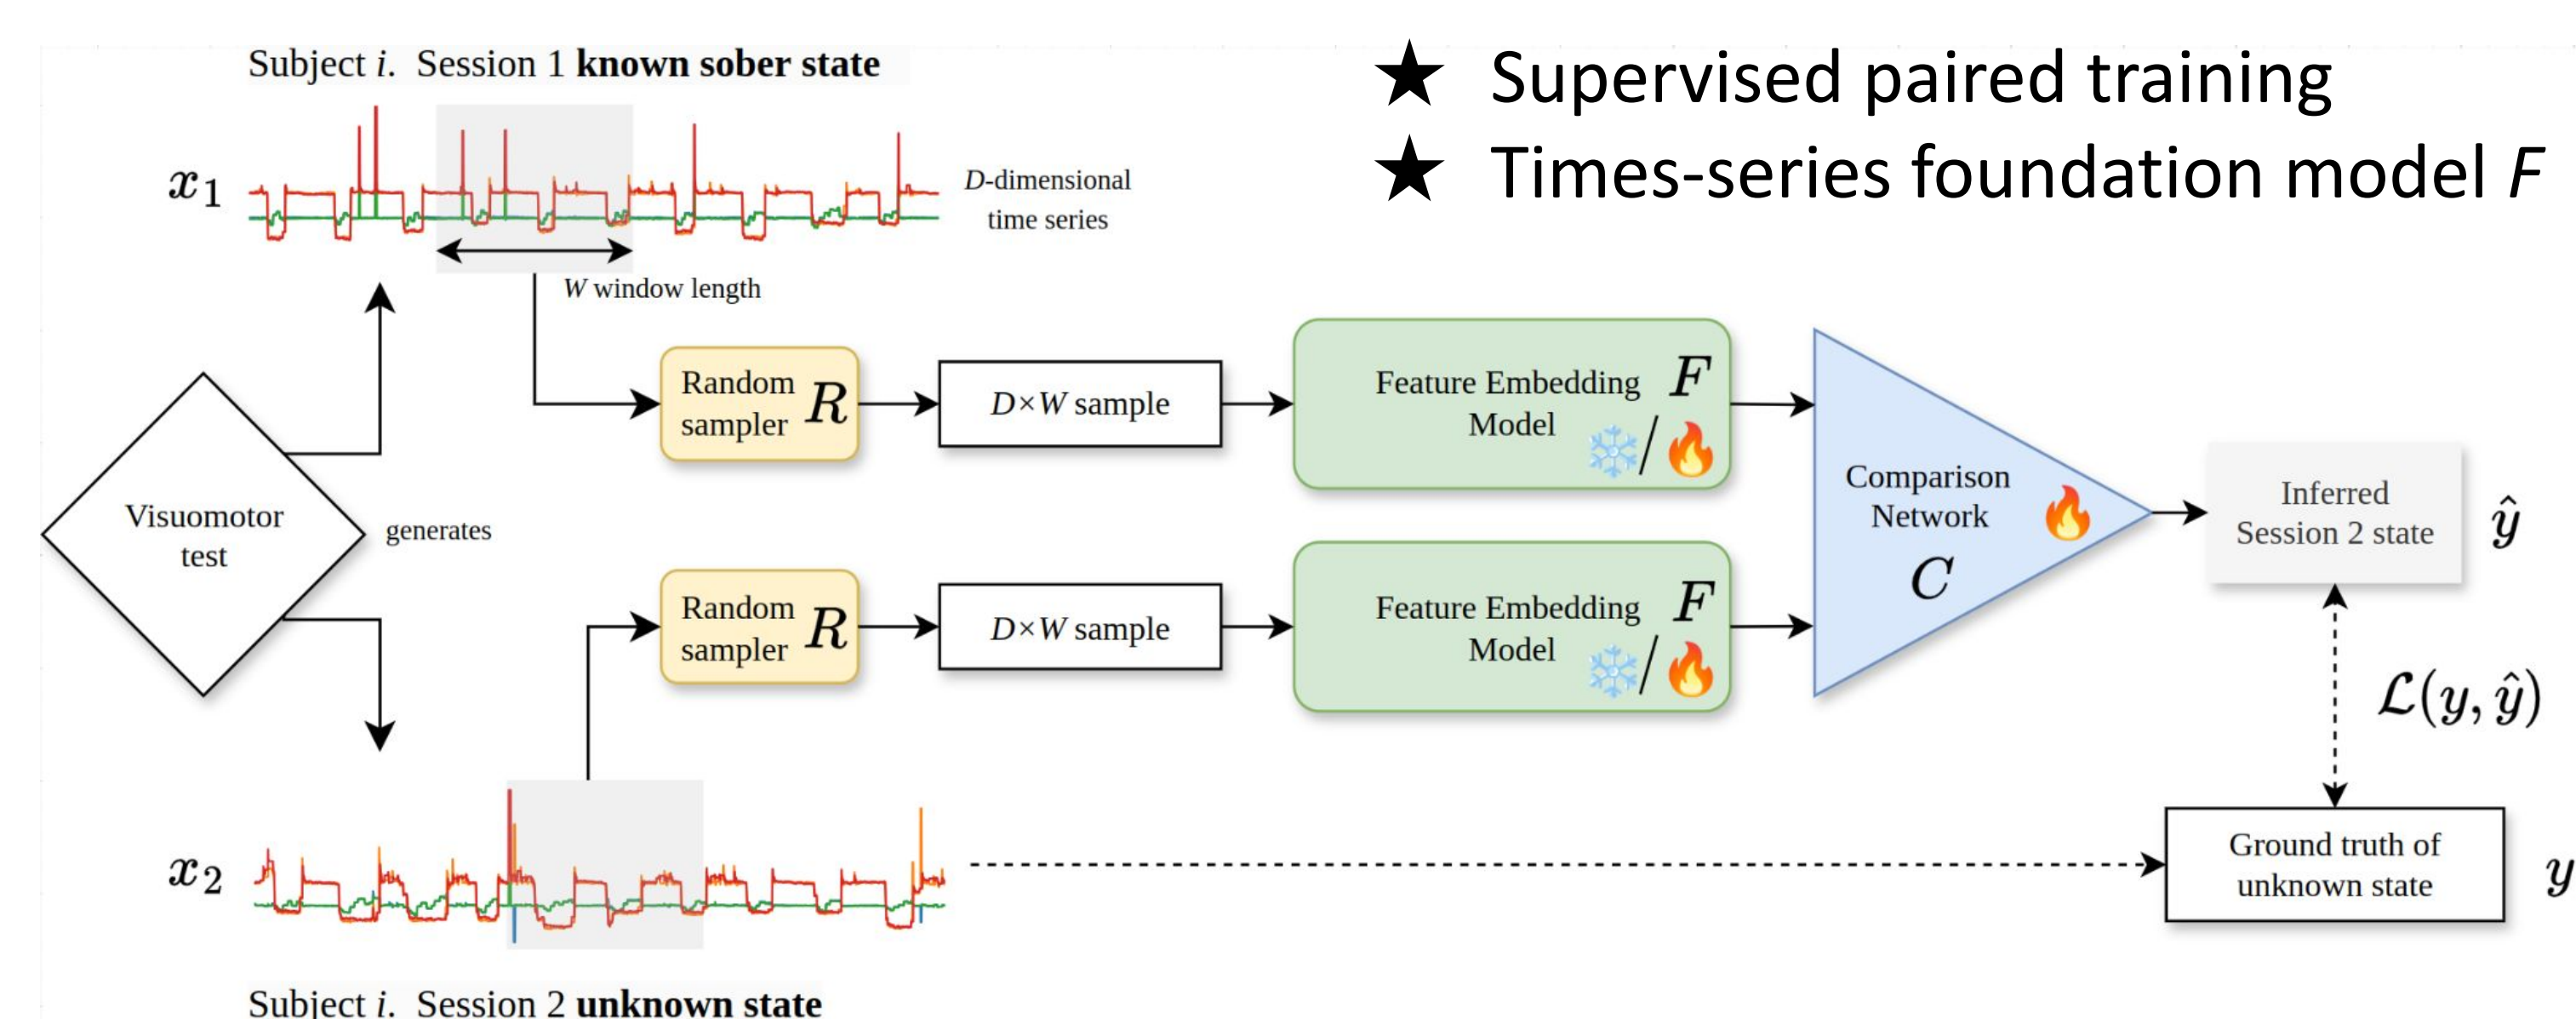 Subject i. Session 1 known sober state
★ Supervised paired training
★ Times-series foundation model F
x₁
D-dimensional
time series
W window length
Random
sampler R
D×W sample
Feature Embedding
Model
F
/
Visuomotor
test
generates
Comparison
Network
C
Inferred
Session 2 state
ŷ
Random
sampler R
D×W sample
Feature Embedding
Model
F
/
ℒ(y, ŷ)
x₂
Ground truth of
unknown state
y
Subject i. Session 2 unknown state